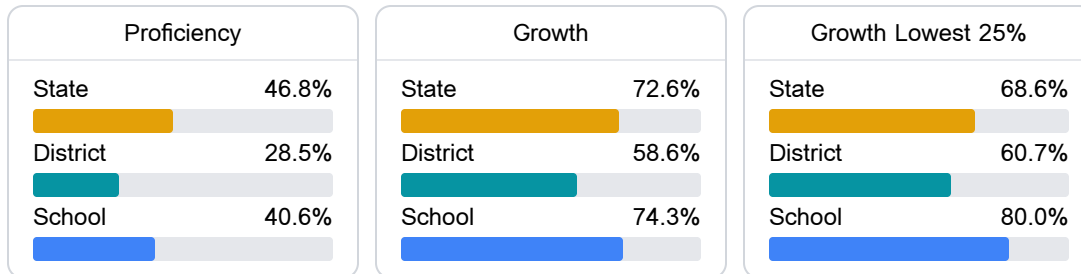 Proficiency
State 46.8%
District 28.5%
School 40.6%
Growth
State 72.6%
District 58.6%
School 74.3%
Growth Lowest 25%
State 68.6%
District 60.7%
School 80.0%